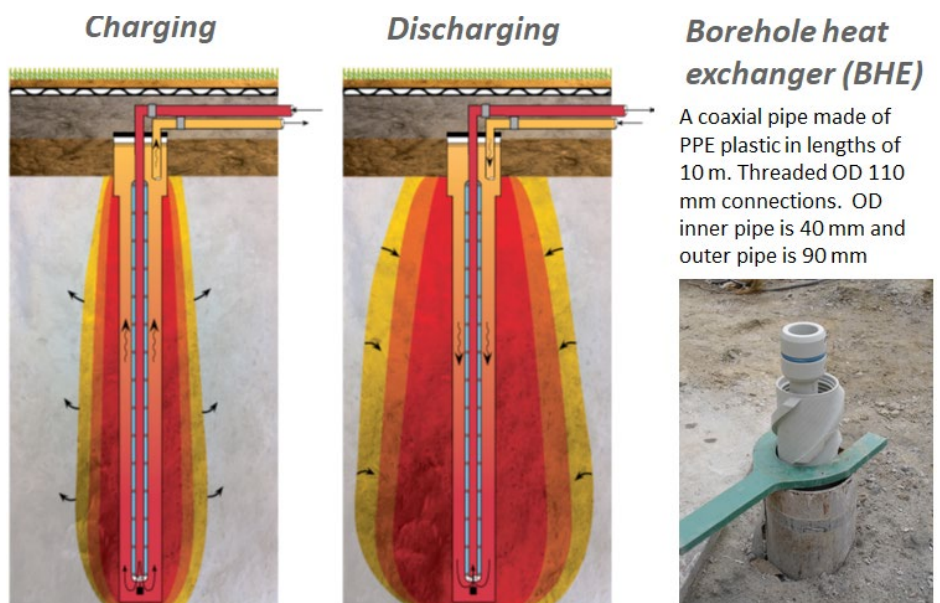 Charging
Discharging
Borehole heat
exchanger (BHE)
A coaxial pipe made of
PPE plastic in lengths of
10 m. Threaded OD 110
mm connections.  OD
inner pipe is 40 mm and
outer pipe is 90 mm